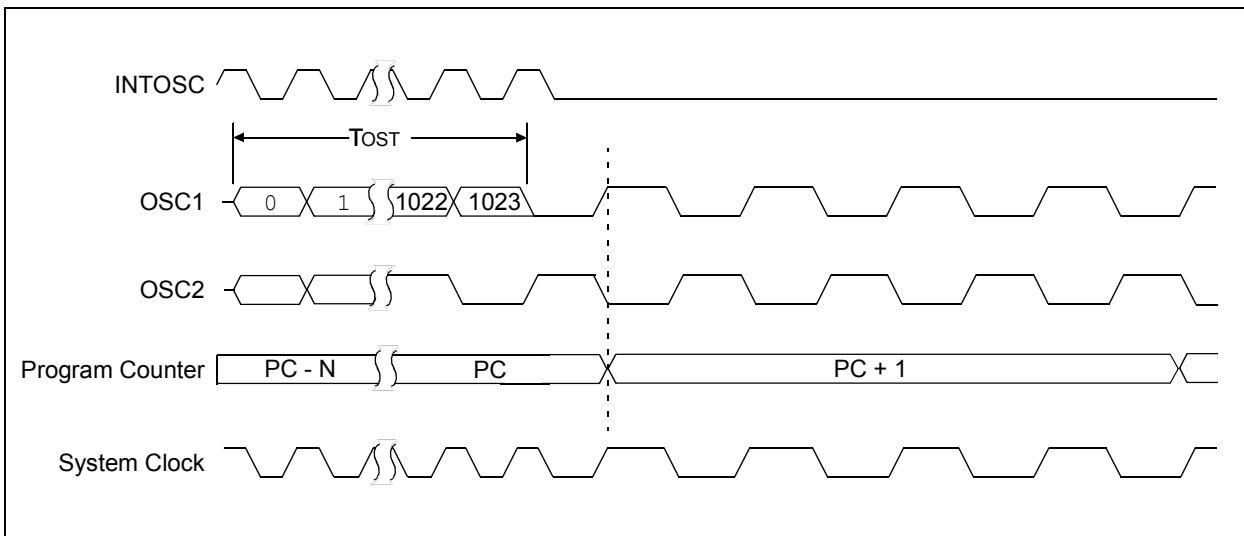 INTOSC
TOST
OSC1 0 1 1022 1023
OSC2
Program Counter PC - N PC PC + 1
System Clock